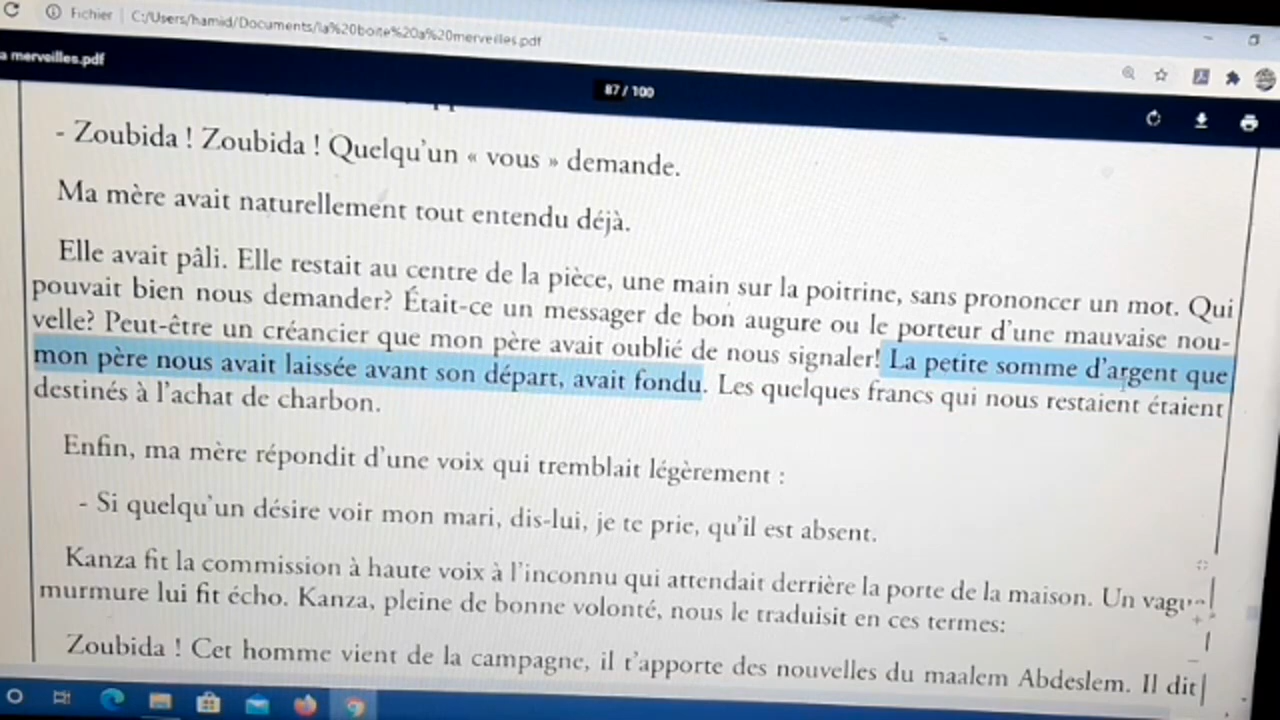 Fichier
C:/Users/hamid/Documents/la%20boite%20a%20merveilles.pdf
a merveilles.pdf
87 / 100
- Zoubida ! Zoubida ! Quelqu'un « vous » demande.
Ma mère avait naturellement tout entendu déjà.
Elle avait pâli. Elle restait au centre de la pièce, une main sur la poitrine, sans prononcer un mot. Qui
pouvait bien nous demander? Était-ce un messager de bon augure ou le porteur d'une mauvaise nou-
velle? Peut-être un créancier que mon père avait oublié de nous signaler! La petite somme d'argent que
mon père nous avait laissée avant son départ, avait fondu. Les quelques francs qui nous restaient étaient
destinés à l'achat de charbon.
Enfin, ma mère répondit d'une voix qui tremblait légèrement :
- Si quelqu'un désire voir mon mari, dis-lui, je te prie, qu'il est absent.
Kanza fit la commission à haute voix à l'inconnu qui attendait derrière la porte de la maison. Un
murmure lui fit écho. Kanza, pleine de bonne volonté, nous le traduisit en ces termes:
Zoubida ! Cet homme vient de la campagne, il t'apporte des nouvelles du maalem Abdeslem. Il dit